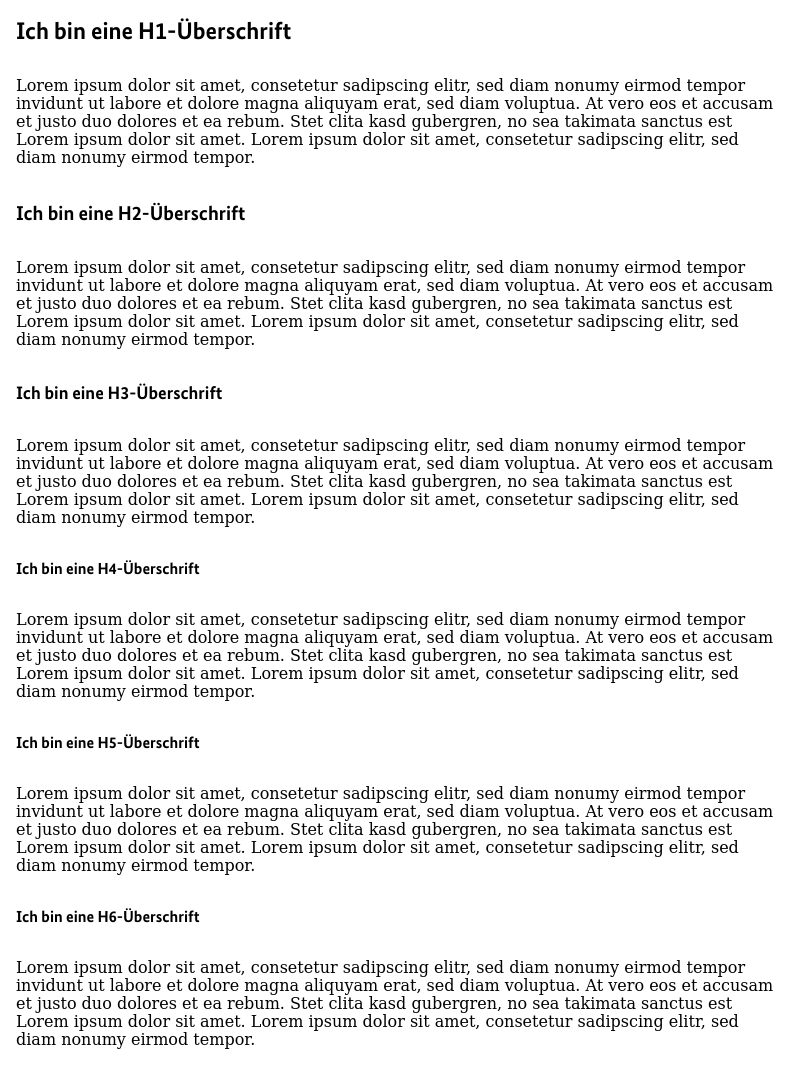 Ich bin eine H1-Überschrift
Lorem ipsum dolor sit amet, consetetur sadipscing elitr, sed diam nonumy eirmod tempor
invidunt ut labore et dolore magna aliquyam erat, sed diam voluptua. At vero eos et accusam
et justo duo dolores et ea rebum. Stet clita kasd gubergren, no sea takimata sanctus est
Lorem ipsum dolor sit amet. Lorem ipsum dolor sit amet, consetetur sadipscing elitr, sed
diam nonumy eirmod tempor.
Ich bin eine H2-Überschrift
Lorem ipsum dolor sit amet, consetetur sadipscing elitr, sed diam nonumy eirmod tempor
invidunt ut labore et dolore magna aliquyam erat, sed diam voluptua. At vero eos et accusam
et justo duo dolores et ea rebum. Stet clita kasd gubergren, no sea takimata sanctus est
Lorem ipsum dolor sit amet. Lorem ipsum dolor sit amet, consetetur sadipscing elitr, sed
diam nonumy eirmod tempor.
Ich bin eine H3-Überschrift
Lorem ipsum dolor sit amet, consetetur sadipscing elitr, sed diam nonumy eirmod tempor
invidunt ut labore et dolore magna aliquyam erat, sed diam voluptua. At vero eos et accusam
et justo duo dolores et ea rebum. Stet clita kasd gubergren, no sea takimata sanctus est
Lorem ipsum dolor sit amet. Lorem ipsum dolor sit amet, consetetur sadipscing elitr, sed
diam nonumy eirmod tempor.
Ich bin eine H4-Überschrift
Lorem ipsum dolor sit amet, consetetur sadipscing elitr, sed diam nonumy eirmod tempor
invidunt ut labore et dolore magna aliquyam erat, sed diam voluptua. At vero eos et accusam
et justo duo dolores et ea rebum. Stet clita kasd gubergren, no sea takimata sanctus est
Lorem ipsum dolor sit amet. Lorem ipsum dolor sit amet, consetetur sadipscing elitr, sed
diam nonumy eirmod tempor.
Ich bin eine H5-Überschrift
Lorem ipsum dolor sit amet, consetetur sadipscing elitr, sed diam nonumy eirmod tempor
invidunt ut labore et dolore magna aliquyam erat, sed diam voluptua. At vero eos et accusam
et justo duo dolores et ea rebum. Stet clita kasd gubergren, no sea takimata sanctus est
Lorem ipsum dolor sit amet. Lorem ipsum dolor sit amet, consetetur sadipscing elitr, sed
diam nonumy eirmod tempor.
Ich bin eine H6-Überschrift
Lorem ipsum dolor sit amet, consetetur sadipscing elitr, sed diam nonumy eirmod tempor
invidunt ut labore et dolore magna aliquyam erat, sed diam voluptua. At vero eos et accusam
et justo duo dolores et ea rebum. Stet clita kasd gubergren, no sea takimata sanctus est
Lorem ipsum dolor sit amet. Lorem ipsum dolor sit amet, consetetur sadipscing elitr, sed
diam nonumy eirmod tempor.